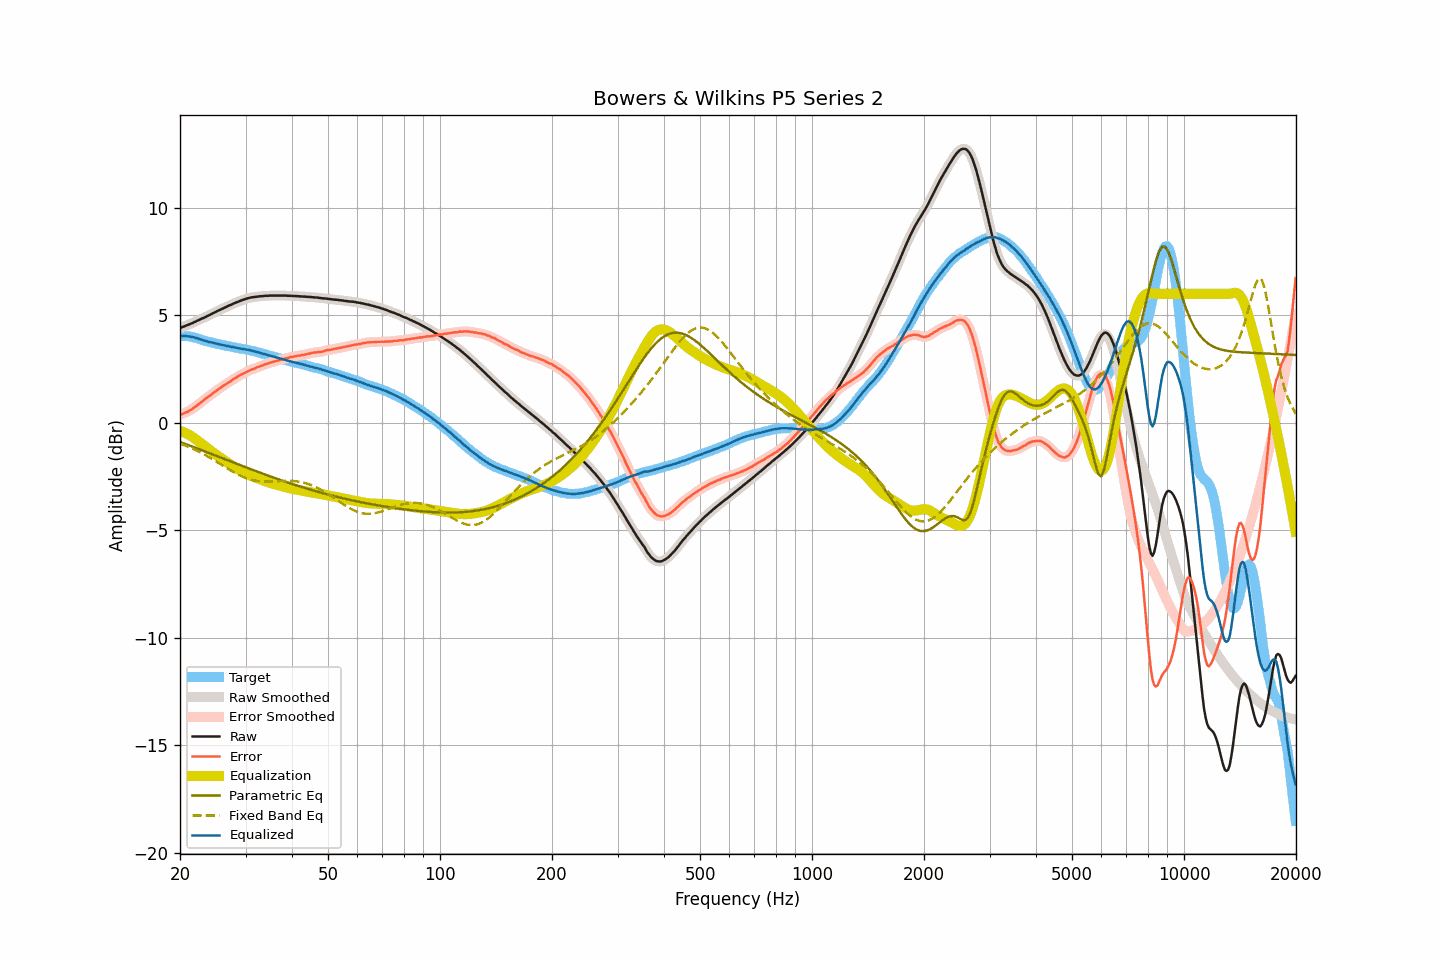 Bowers & Wilkins P5 Series 2
Amplitude (dBr)
10
5
0
−5
−10
−15
−20
Target
Raw Smoothed
Error Smoothed
Raw
Error
Equalization
Parametric Eq
Fixed Band Eq
Equalized
20 50 100 200 500 1000 2000 5000 10000 20000
Frequency (Hz)